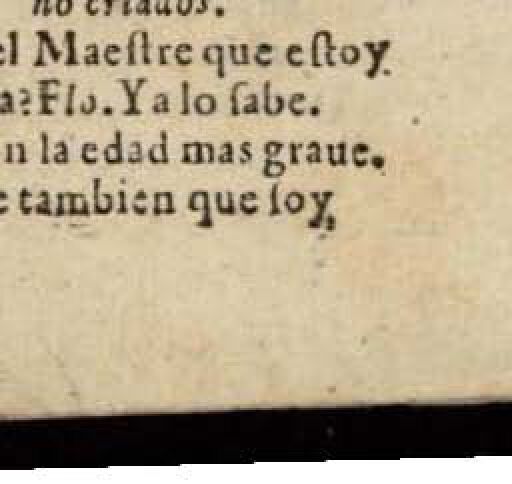 no criados.
el Maeſtre que eſtoy
a? Flo. Ya lo ſabe.
n la edad mas graue.
e tambien que ſoy,